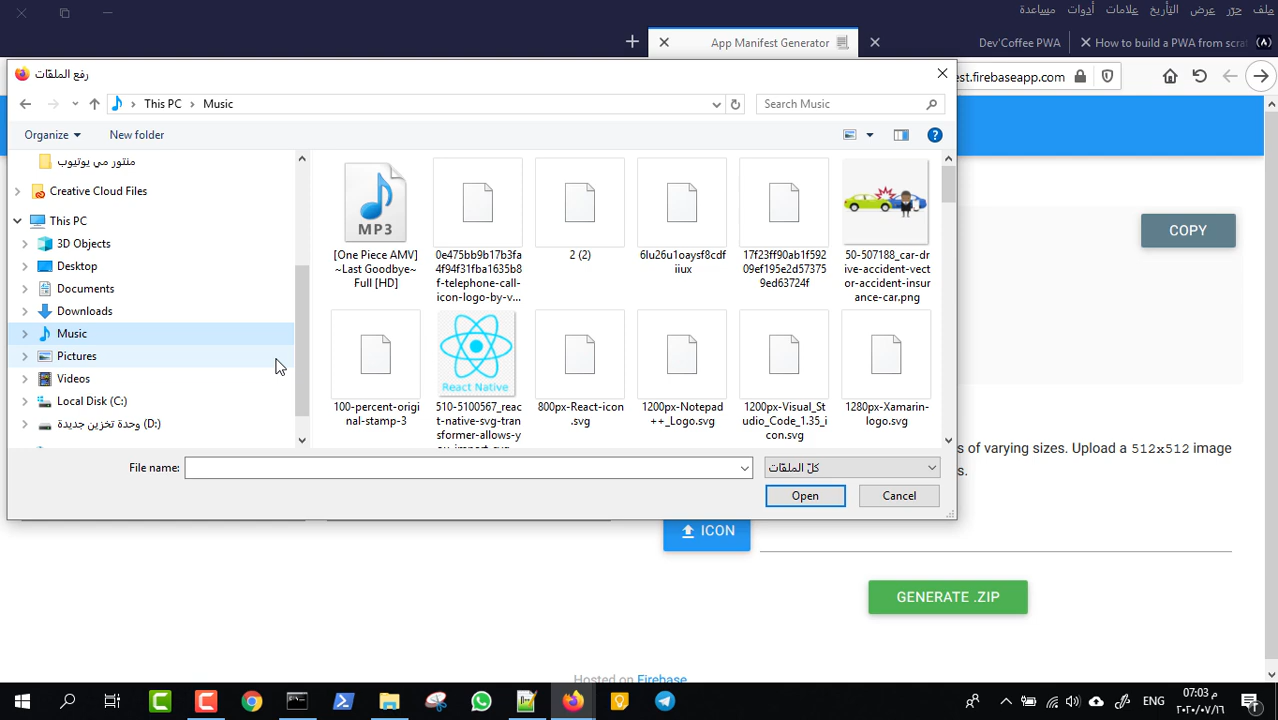 ملف
حرّر
عرض
التأريخ
علامات
أدوات
مساعدة
How to build a PWA from scrat
Dev'Coffee PWA
App Manifest Generator
est.firebaseapp.com
رفع الملفّات
This PC
Music
Search Music
Organize
New folder
منتتور مي يوتيوب
Creative Cloud Files
This PC
3D Objects
Desktop
Documents
Downloads
Music
Pictures
Videos
Local Disk (C:)
وحدة تخزين جديدة (D:)
MP3
[One Piece AMV]
~Last Goodbye~
Full [HD]
0e475bb9b17b3fa
4f94f31fba1635b8
f-telephone-call-
icon-logo-by-v...
2 (2)
6lu26u1oaysf8cdf
iiux
17f23ff90ab1f592
09ef195e2d57375
9ed63724f
50-507188_car-dr
ive-accident-vect
or-accident-insur
ance-car.png
100-percent-origi
nal-stamp-3
React Native
510-5100567_reac
t-native-svg-tran
sformer-allows-y
800px-React-icon
.svg
1200px-Notepad
++_Logo.svg
1200px-Visual_St
udio_Code_1.35_i
con.svg
1280px-Xamarin-
logo.svg
File name:
كلّ الملفّات
Open
Cancel
COPY
s of varying sizes. Upload a 512x512 image
s.
ICON
GENERATE .ZIP
Hosted on Firebase
ENG
07:03 م
٢٠٢٠/٠٧/١٦